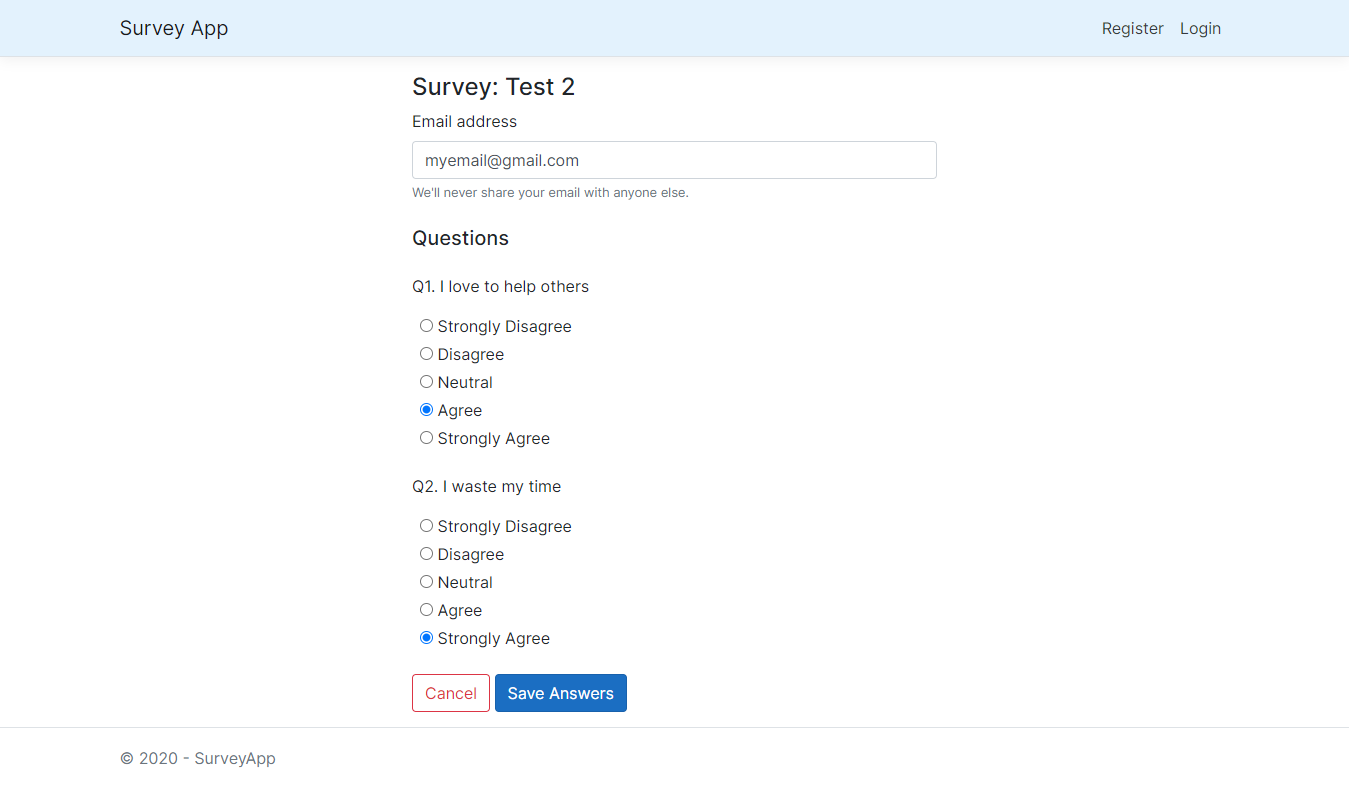 Survey App Register Login
Survey: Test 2
Email address
myemail@gmail.com
We'll never share your email with anyone else.
Questions
Q1. I love to help others
Strongly Disagree
Disagree
Neutral
Agree
Strongly Agree
Q2. I waste my time
Strongly Disagree
Disagree
Neutral
Agree
Strongly Agree
Cancel Save Answers
© 2020 - SurveyApp